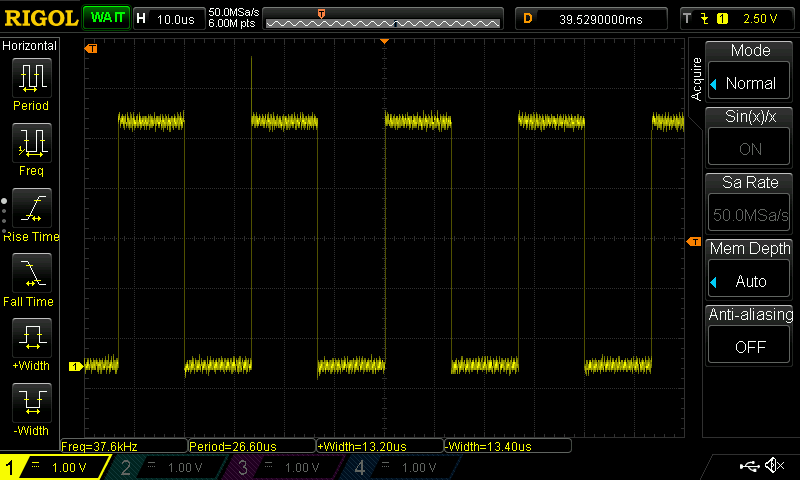 RIGOL WAIT H 10.0us 50.0MSa/s 6.00M pts T D 39.5290000ms T 1 2.50 V
Horizontal
Period
Freq
Rise Time
Fall Time
+Width
-Width
T
T
1
Freq=37.6kHz Period=26.60us +Width=13.20us -Width=13.40us
Acquire
Mode
Normal
Sin(x)/x
ON
Sa Rate
50.0MSa/s
Mem Depth
Auto
Anti-aliasing
OFF
1 1.00 V 2 1.00 V 3 1.00 V 4 1.00 V